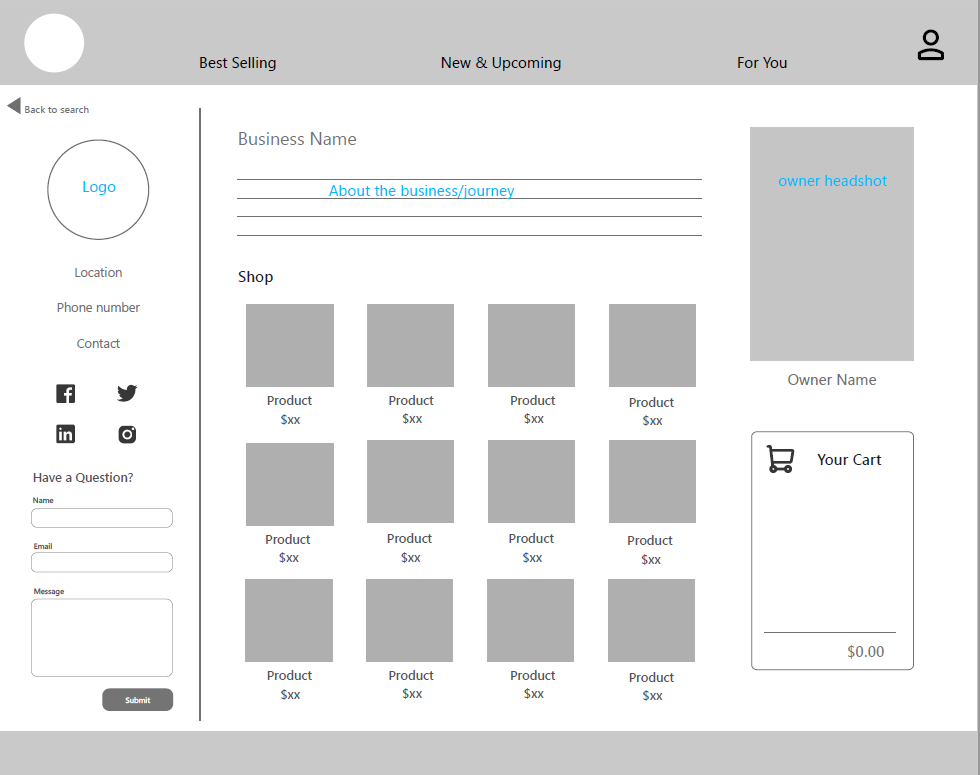 Best Selling
New & Upcoming
For You
Back to search
Logo
Location
Phone number
Contact
Have a Question?
Name
Email
Message
Submit
Business Name
About the business/journey
Shop
Product
$xx
Product
$xx
Product
$xx
Product
$xx
Product
$xx
Product
$xx
Product
$xx
Product
$xx
Product
$xx
Product
$xx
Product
$xx
Product
$xx
owner headshot
Owner Name
Your Cart
$0.00